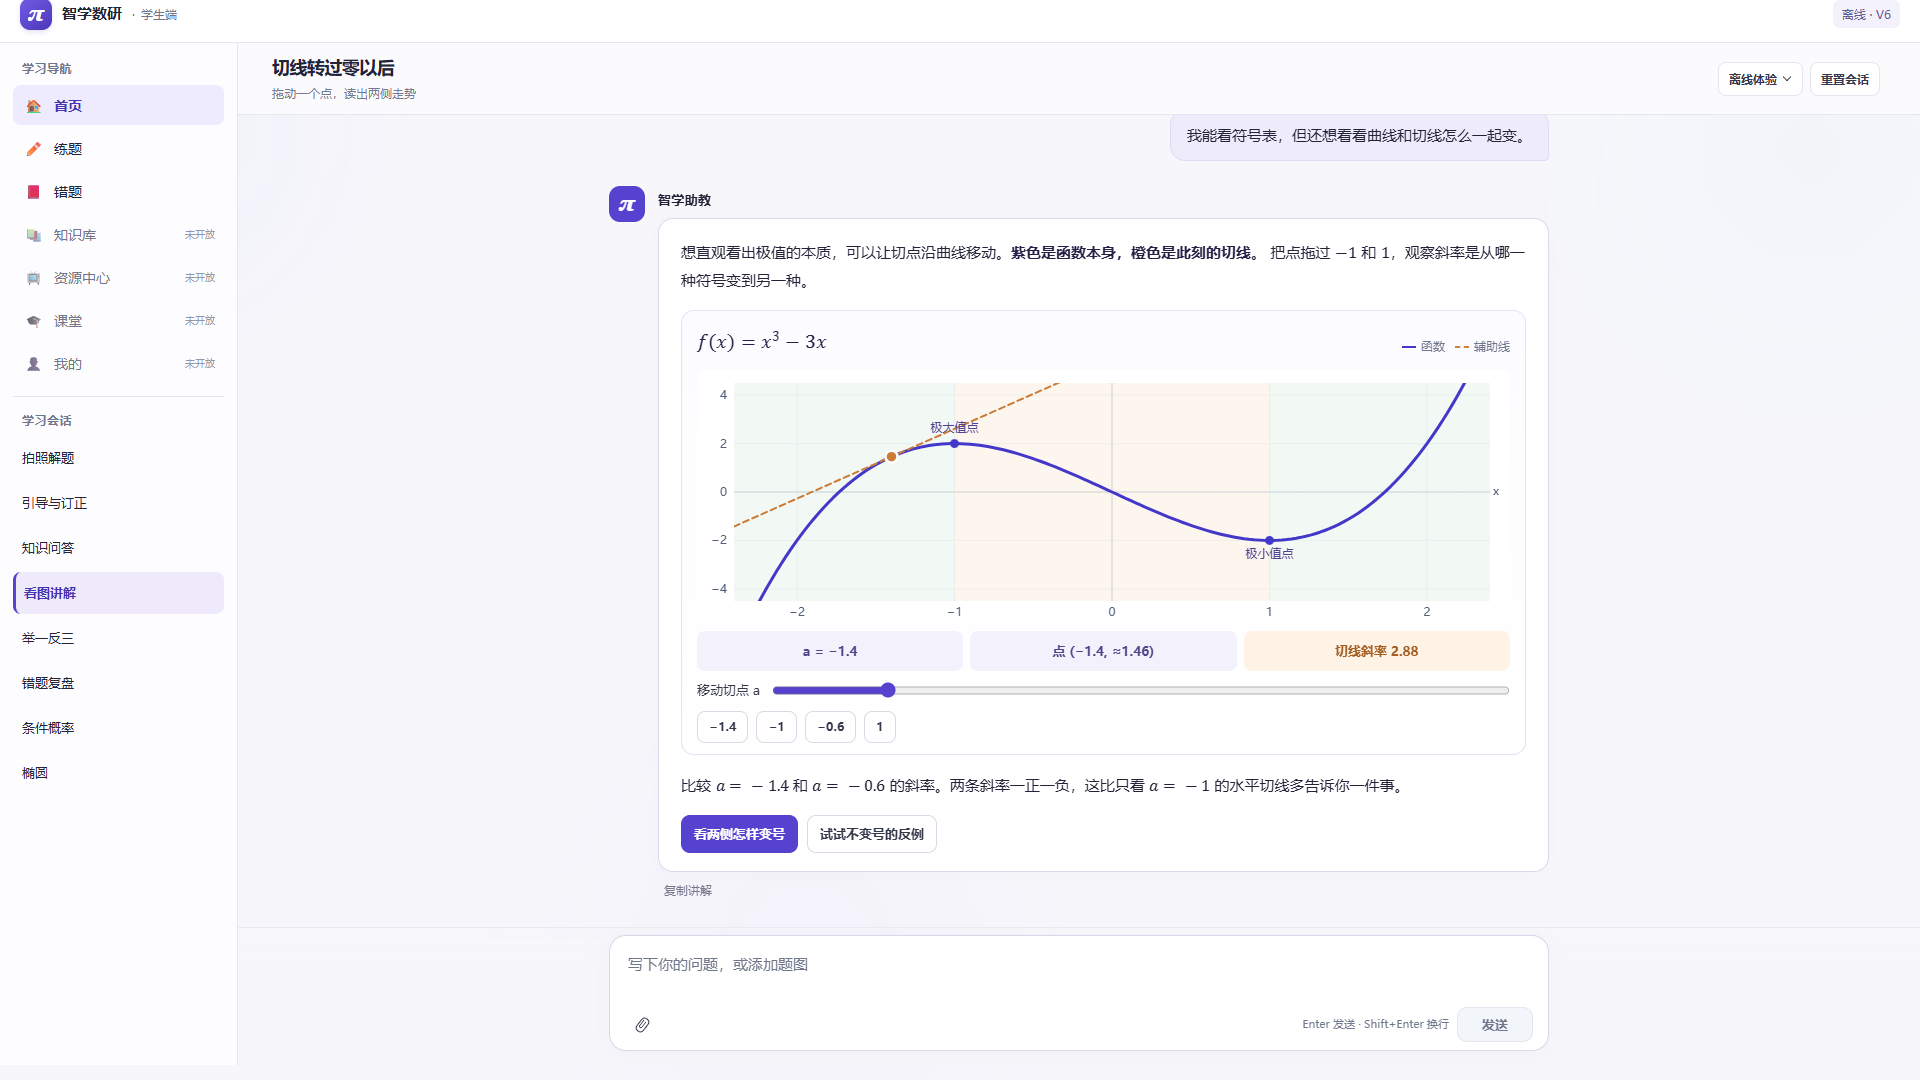 智学数研 · 学生端
离线 · V6
学习导航
首页
练题
错题
知识库 未开放
资源中心 未开放
课堂 未开放
我的 未开放
学习会话
拍照解题
引导与订正
知识问答
看图讲解
举一反三
错题复盘
条件概率
椭圆
切线转过零以后
拖动一个点，读出两侧走势
离线体验
重置会话
我能看符号表，但还想看看曲线和切线怎么一起变。
智学助教
想直观看出极值的本质，可以让切点沿曲线移动。紫色是函数本身，橙色是此刻的切线。 把点拖过 −1 和 1，观察斜率是从哪一
种符号变到另一种。
f(x) = x³ − 3x
函数 辅助线
4
2
0
−2
−4
极大值点
极小值点
x
−2 −1 0 1 2
a = −1.4
点 (−1.4, ≈1.46)
切线斜率 2.88
移动切点 a
−1.4 −1 −0.6 1
比较 a = − 1.4 和 a = − 0.6 的斜率。两条斜率一正一负，这比只看 a = − 1 的水平切线多告诉你一件事。
看两侧怎样变号
试试不变号的反例
复制讲解
写下你的问题，或添加题图
Enter 发送 · Shift+Enter 换行
发送